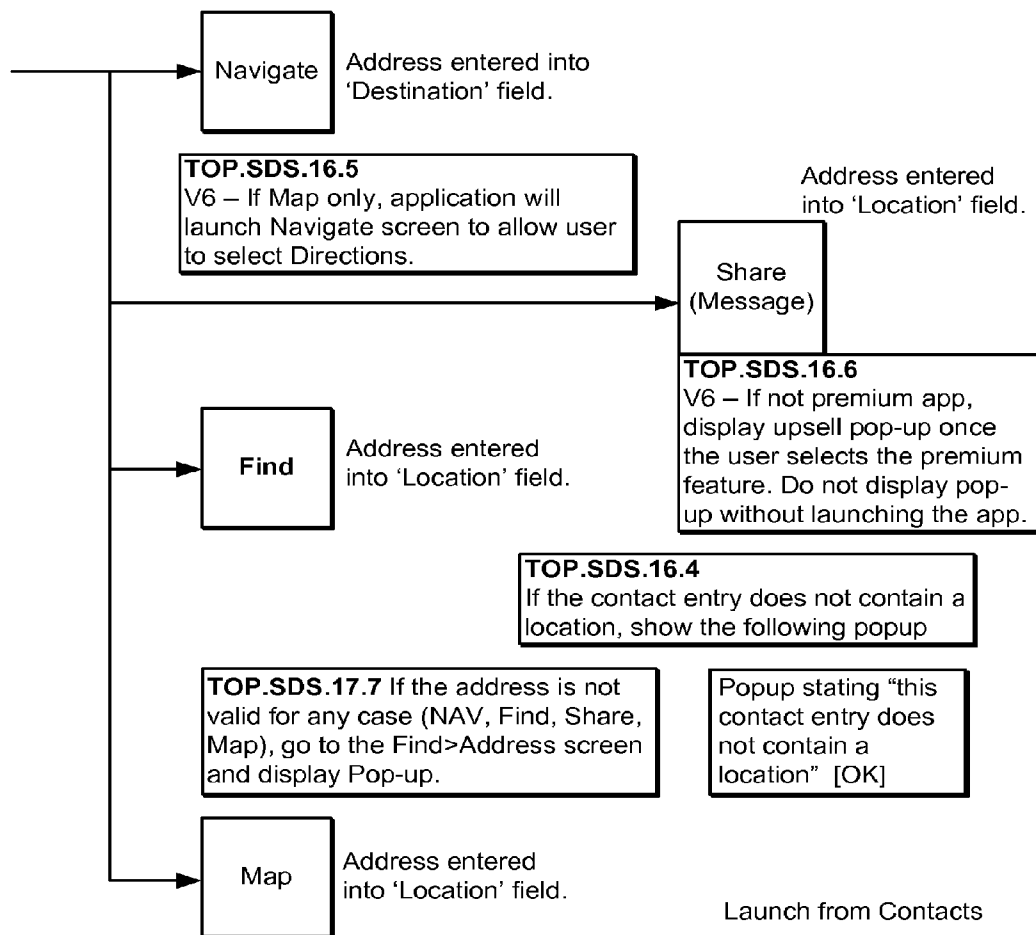 Navigate
Address entered into
‘Destination’ field.
TOP.SDS.16.5
V6 – If Map only, application will
launch Navigate screen to allow user
to select Directions.
Address entered
into ‘Location’ field.
Share
(Message)
TOP.SDS.16.6
V6 – If not premium app,
display upsell pop-up once
the user selects the premium
feature. Do not display pop-
up without launching the app.
Find
Address entered
into ‘Location’ field.
TOP.SDS.16.4
If the contact entry does not contain a
location, show the following popup
TOP.SDS.17.7 If the address is not
valid for any case (NAV, Find, Share,
Map), go to the Find>Address screen
and display Pop-up.
Popup stating “this
contact entry does
not contain a
location” [OK]
Map
Address entered
into ‘Location’ field.
Launch from Contacts